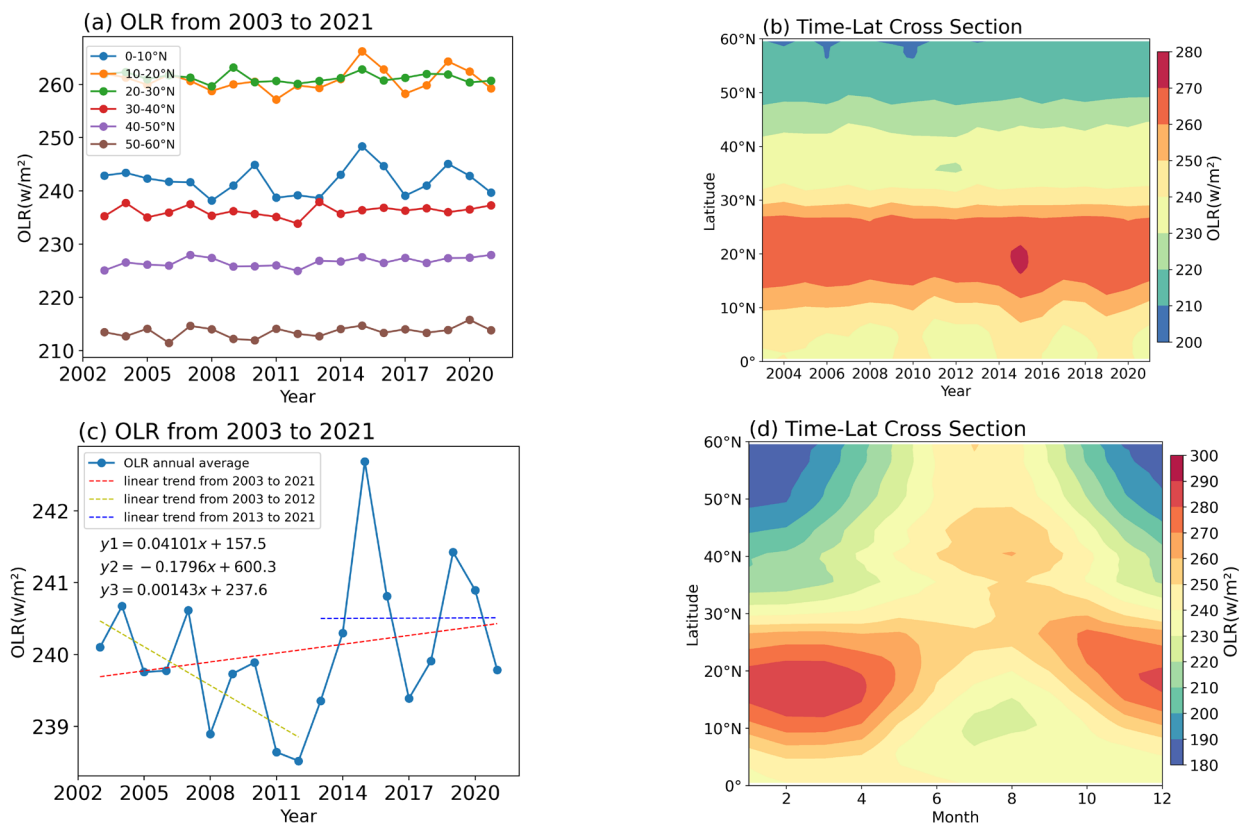 (a) OLR from 2003 to 2021
OLR(w/m²)
260
250
240
230
220
210
0-10°N
10-20°N
20-30°N
30-40°N
40-50°N
50-60°N
2002 2005 2008 2011 2014 2017 2020
Year
(b) Time-Lat Cross Section
Latitude
60°N
50°N
40°N
30°N
20°N
10°N
0°
2004 2006 2008 2010 2012 2014 2016 2018 2020
Year
280
270
260
250
240
230
220
210
200
OLR(w/m²)
(c) OLR from 2003 to 2021
OLR(w/m²)
242
241
240
239
OLR annual average
linear trend from 2003 to 2021
linear trend from 2003 to 2012
linear trend from 2013 to 2021
y1 = 0.04101x + 157.5
y2 = − 0.1796x + 600.3
y3 = 0.00143x + 237.6
2002 2005 2008 2011 2014 2017 2020
Year
(d) Time-Lat Cross Section
Latitude
60°N
50°N
40°N
30°N
20°N
10°N
0°
2 4 6 8 10 12
Month
300
290
280
270
260
250
240
230
220
210
200
190
180
OLR(w/m²)